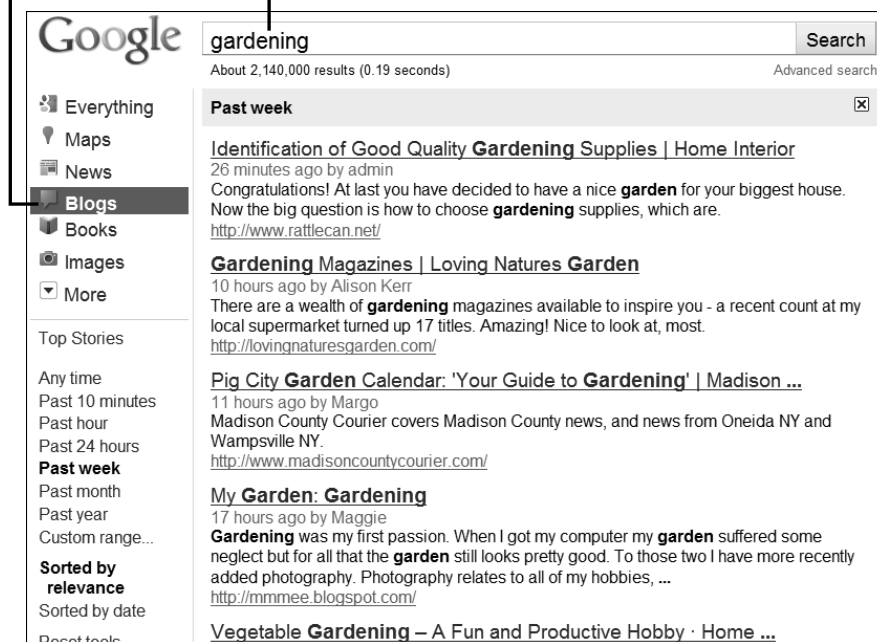 Google
gardening
Search
About 2,140,000 results (0.19 seconds)
Advanced search
Everything
Maps
News
Blogs
Books
Images
More
Top Stories
Any time
Past 10 minutes
Past hour
Past 24 hours
Past week
Past month
Past year
Custom range...
Sorted by
relevance
Sorted by date
Reset tools
Past week
Identification of Good Quality Gardening Supplies | Home Interior
26 minutes ago by admin
Congratulations! At last you have decided to have a nice garden for your biggest house.
Now the big question is how to choose gardening supplies, which are.
http://www.rattlecan.net/
Gardening Magazines | Loving Natures Garden
10 hours ago by Alison Kerr
There are a wealth of gardening magazines available to inspire you - a recent count at my
local supermarket turned up 17 titles. Amazing! Nice to look at, most.
http://lovingnaturesgarden.com/
Pig City Garden Calendar: 'Your Guide to Gardening' | Madison ...
11 hours ago by Margo
Madison County Courier covers Madison County news, and news from Oneida NY and
Wampsville NY.
http://www.madisoncountycourier.com/
My Garden: Gardening
17 hours ago by Maggie
Gardening was my first passion. When I got my computer my garden suffered some
neglect but for all that the garden still looks pretty good. To those two I have more recently
added photography. Photography relates to all of my hobbies, ...
http://mmmee.blogspot.com/
Vegetable Gardening – A Fun and Productive Hobby · Home ...